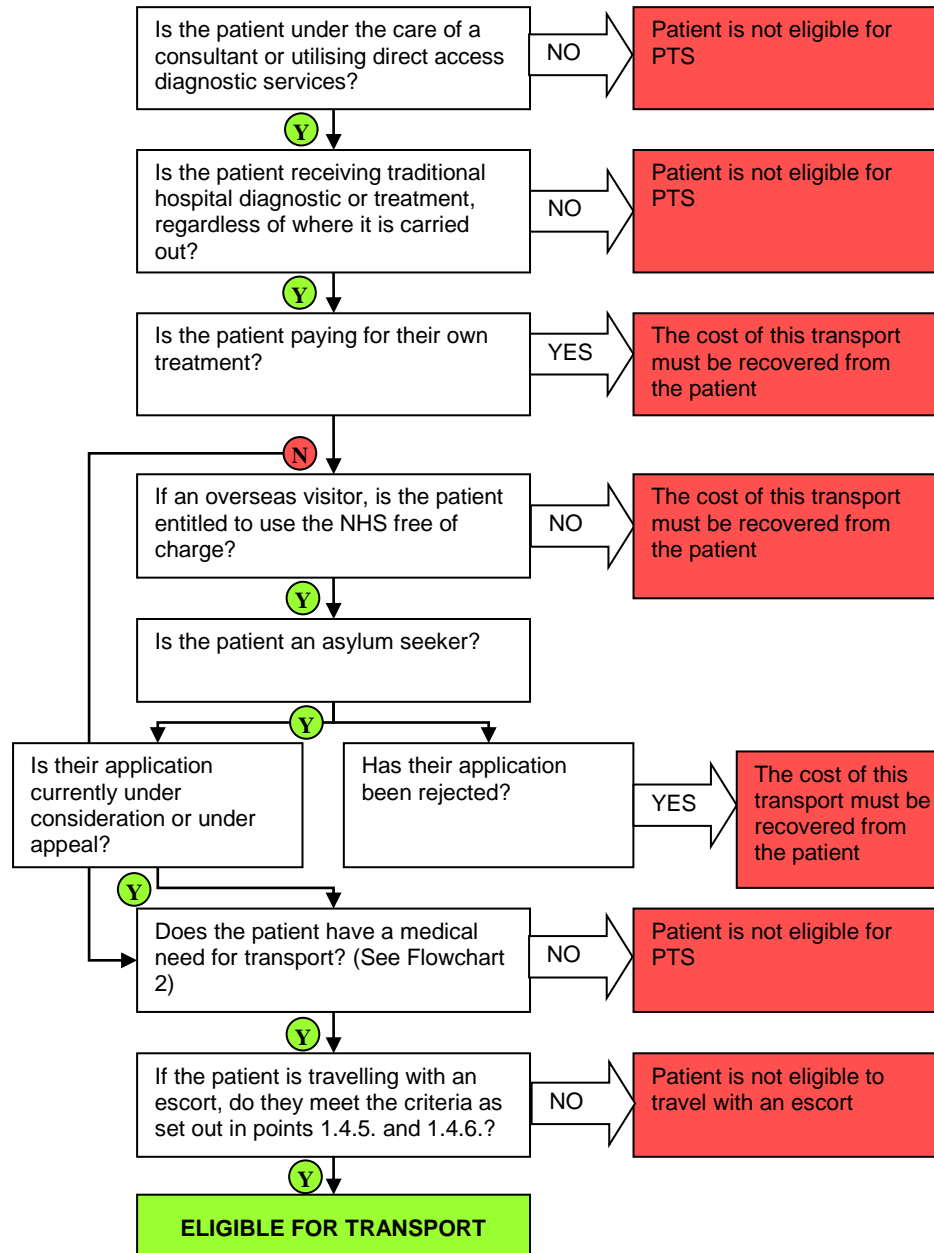 Is the patient under the care of a
consultant or utilising direct access
diagnostic services?
NO
Patient is not eligible for
PTS
Y
Is the patient receiving traditional
hospital diagnostic or treatment,
regardless of where it is carried
out?
NO
Patient is not eligible for
PTS
Y
Is the patient paying for their own
treatment?
YES
The cost of this transport
must be recovered from
the patient
N
If an overseas visitor, is the patient
entitled to use the NHS free of
charge?
NO
The cost of this transport
must be recovered from
the patient
Y
Is the patient an asylum seeker?
Y
Is their application
currently under
consideration or under
appeal?
Has their application
been rejected?
YES
The cost of this
transport must be
recovered from
the patient
Y
Does the patient have a medical
need for transport? (See Flowchart
2)
NO
Patient is not eligible for
PTS
Y
If the patient is travelling with an
escort, do they meet the criteria as
set out in points 1.4.5. and 1.4.6.?
NO
Patient is not eligible to
travel with an escort
Y
ELIGIBLE FOR TRANSPORT